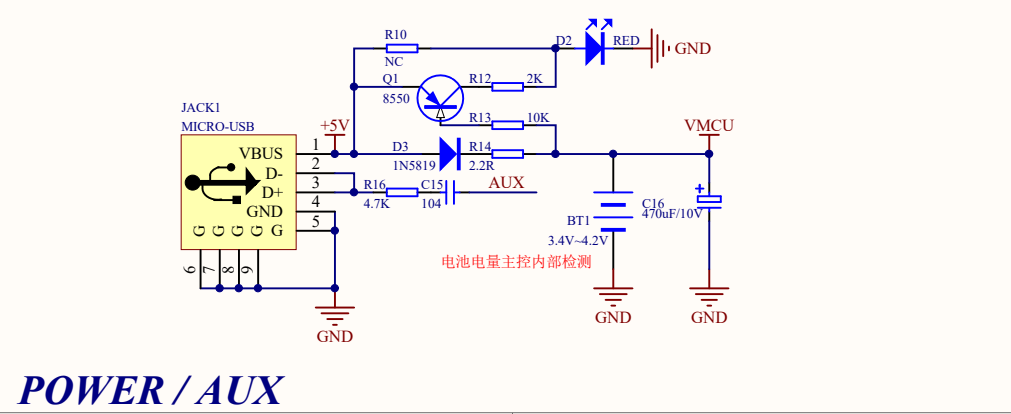 R10
NC
D2
RED
GND
Q1
8550
R12
2K
R13
10K
JACK1
MICRO-USB
+5V
VMCU
VBUS
1
D3
1N5819
R14
2.2R
D-
2
D+
3
R16
4.7K
C15
104
AUX
GND
4
G
5
G G G G
6 7 8 9
+
C16
470uF/10V
BT1
3.4V~4.2V
电池电量主控内部检测
GND
GND
GND
POWER / AUX